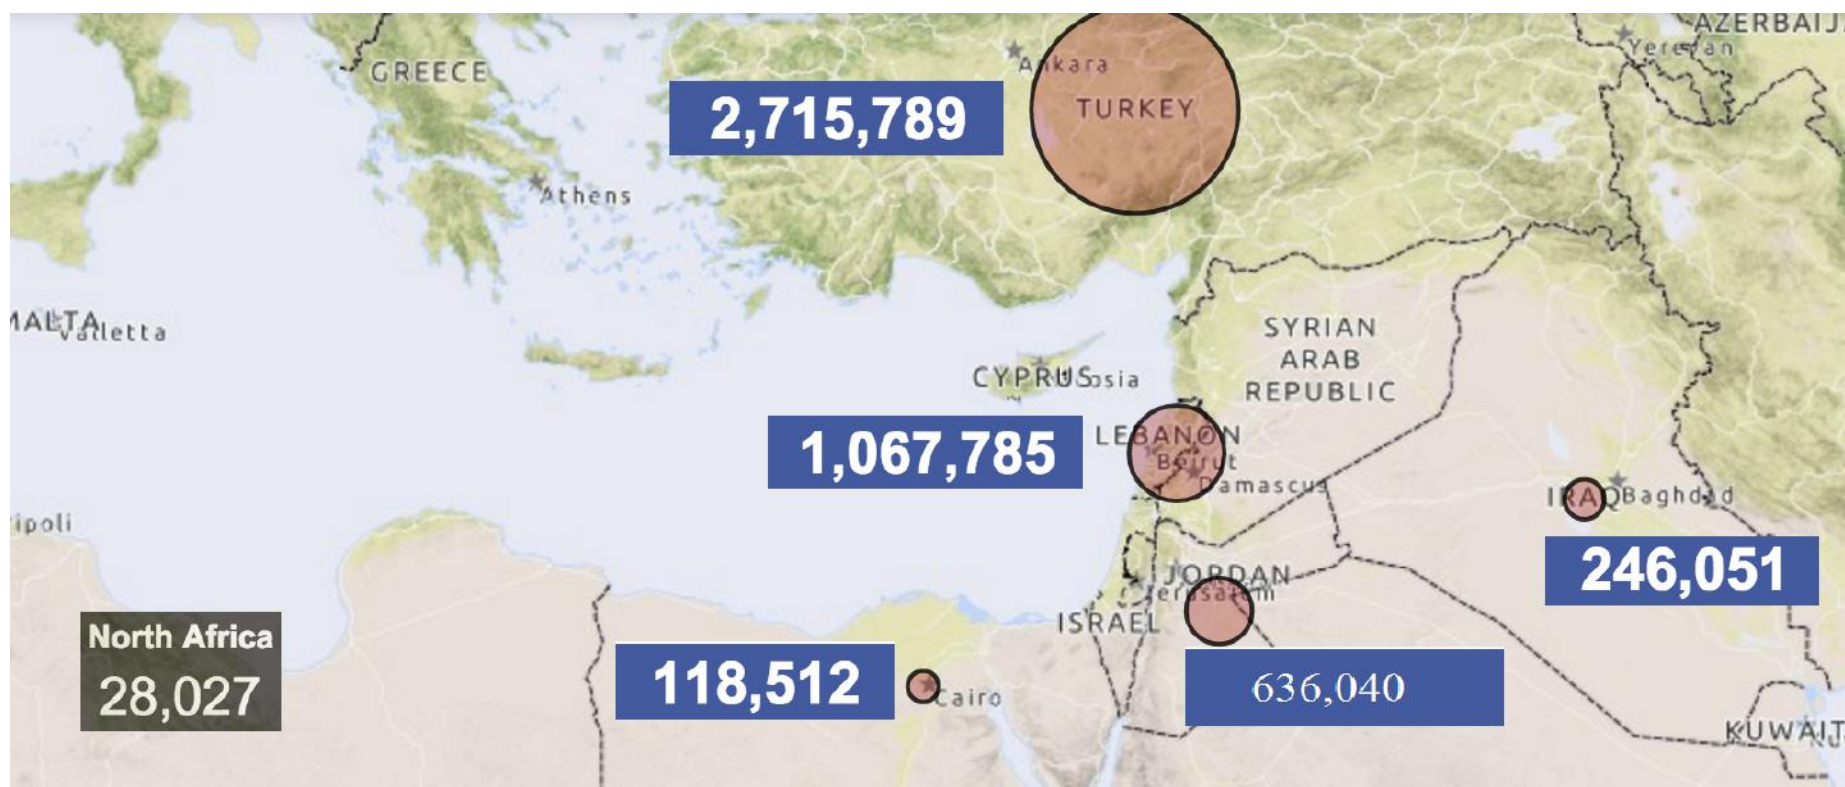 AZERBAIJ
Yerevan
GREECE
Ankara
TURKEY
2,715,789
Athens
SYRIAN
ARAB
REPUBLIC
MALTA
Valletta
CYPRUS
LEBANON
Beirut
1,067,785
Damascus
IRAQ
Baghdad
ipoli
246,051
JORDAN
Jerusalem
ISRAEL
North Africa
28,027
118,512
Cairo
636,040
KUWAIT